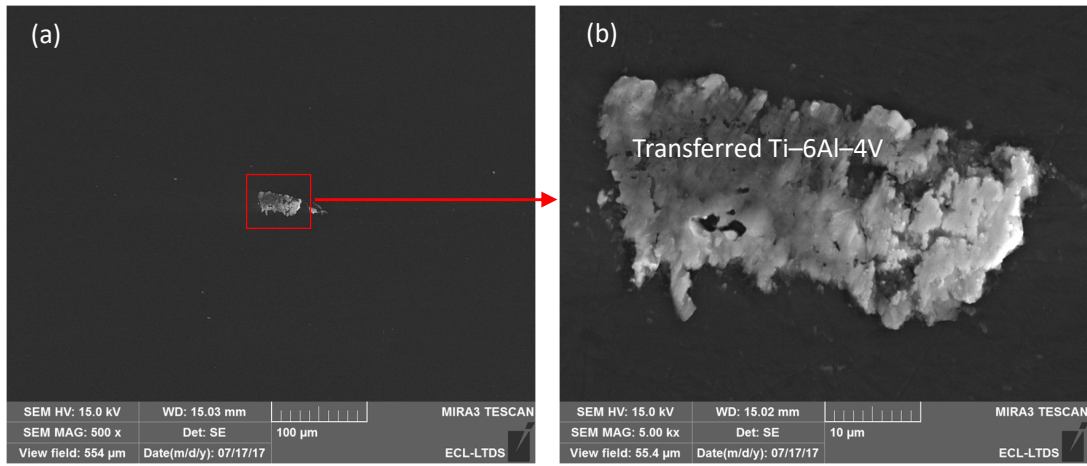 (a)
SEM HV: 15.0 kV WD: 15.03 mm MIRA3 TESCAN
SEM MAG: 500 x Det: SE 100 µm
View field: 554 µm Date(m/d/y): 07/17/17 ECL-LTDS
(b)
Transferred Ti–6Al–4V
SEM HV: 15.0 kV WD: 15.02 mm MIRA3 TESCAN
SEM MAG: 5.00 kx Det: SE 10 µm
View field: 55.4 µm Date(m/d/y): 07/17/17 ECL-LTDS